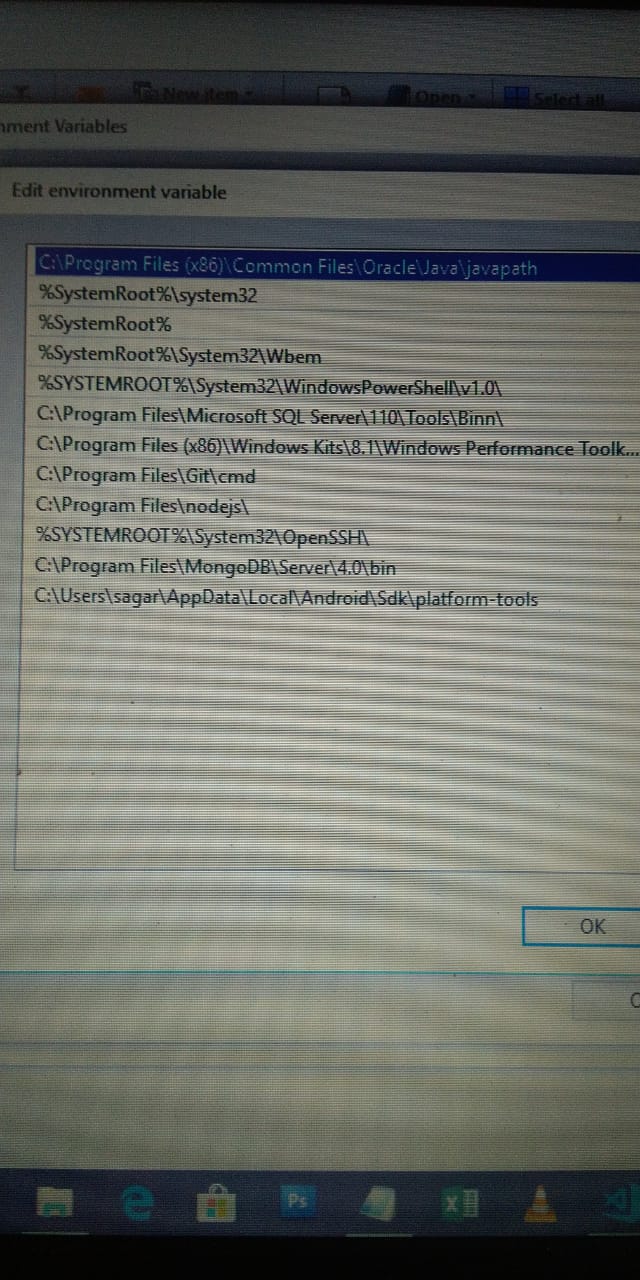 New item
Open
Select all
nment Variables
Edit environment variable
C:\Program Files (x86)\Common Files\Oracle\Java\javapath
%SystemRoot%\system32
%SystemRoot%
%SystemRoot%\System32\Wbem
%SYSTEMROOT%\System32\WindowsPowerShell\v1.0\
C:\Program Files\Microsoft SQL Server\110\Tools\Binn\
C:\Program Files (x86)\Windows Kits\8.1\Windows Performance Toolk...
C:\Program Files\Git\cmd
C:\Program Files\nodejs\
%SYSTEMROOT%\System32\OpenSSH\
C:\Program Files\MongoDB\Server\4.0\bin
C:\Users\sagar\AppData\Local\Android\Sdk\platform-tools
OK
Ps